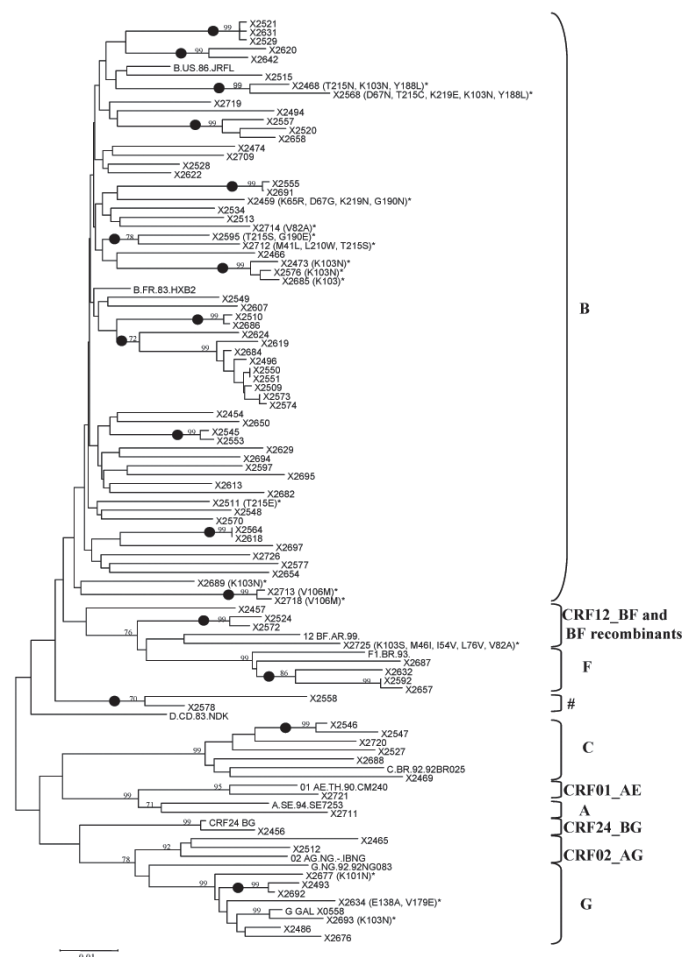 99
X2521
X2631
X2529
99
X2620
X2642
B.US.86.JRFL
X2515
99
X2468 (T215N, K103N, Y188L)*
X2568 (D67N, T215C, K219E, K103N, Y188L)*
X2719
X2494
99
X2557
X2520
X2658
X2474
X2709
X2528
X2622
99
X2555
X2691
X2459 (K65R, D67G, K219N, G190N)*
X2534
X2513
X2714 (V82A)*
78
X2595 (T215S, G190E)*
X2712 (M41L, L210W, T215S)*
X2466
99
X2473 (K103N)*
X2576 (K103N)*
X2685 (K103)*
B.FR.83.HXB2
X2549
X2607
99
X2510
X2686
72
X2624
99
X2619
X2684
X2496
X2550
X2551
X2509
X2573
X2574
X2454
X2650
99
X2545
X2553
X2629
X2694
X2597
X2695
X2613
X2682
X2511 (T215E)*
X2548
X2570
99
X2564
X2618
X2697
X2726
X2577
X2654
X2689 (K103N)*
99
X2713 (V106M)*
X2718 (V106M)*
B
X2457
99
X2524
X2572
76
12 BF.AR.99.
X2725 (K103S, M46I, I54V, L76V, V82A)*
CRF12_BF and
BF recombinants
F1.BR.93.
99
X2687
86
X2632
99
X2592
X2657
F
70
X2558
X2578
#
D.CD.83.NDK
99
X2546
X2547
99
X2720
X2527
X2688
C.BR.92.92BR025
X2469
C
95
01 AE.TH.90.CM240
X2721
CRF01_AE
99
71
A.SE.94.SE7253
X2711
A
99
CRF24 BG
X2456
CRF24_BG
X2465
92
X2512
02 AG.NG.-.IBNG
CRF02_AG
78
G.NG.92.92NG083
X2677 (K101N)*
99
99
X2493
X2692
X2634 (E138A, V179E)*
99
G GAL X0558
X2693 (K103N)*
X2486
X2676
G
0.01